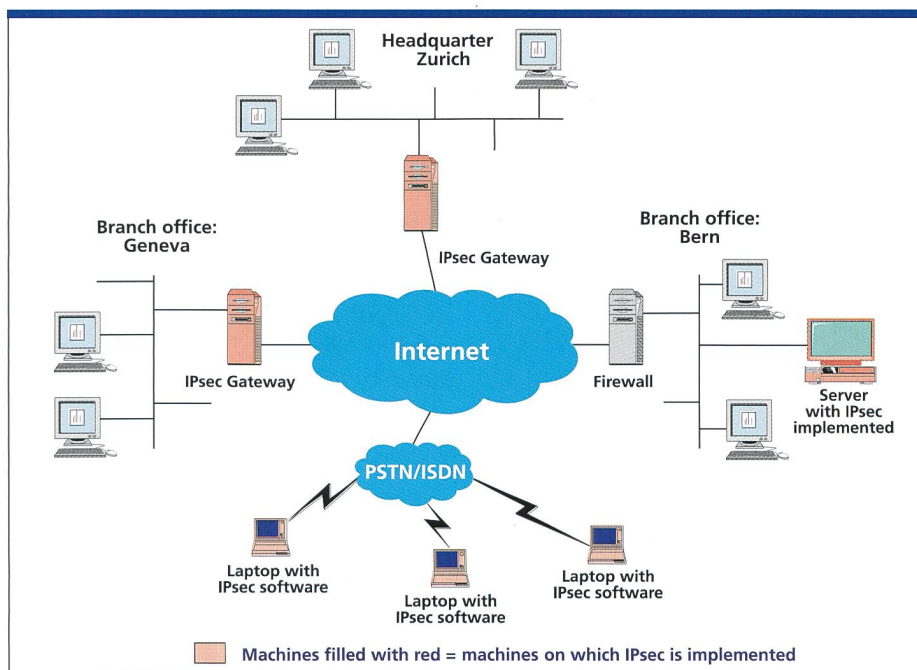 Headquarter
Zurich
Branch office:
Geneva
Branch office:
Bern
IPsec Gateway
Internet
IPsec Gateway
Firewall
Server
with IPsec
implemented
PSTN/ISDN
Laptop with
IPsec software
Laptop with
IPsec software
Laptop with
IPsec software
Machines filled with red = machines on which IPsec is implemented